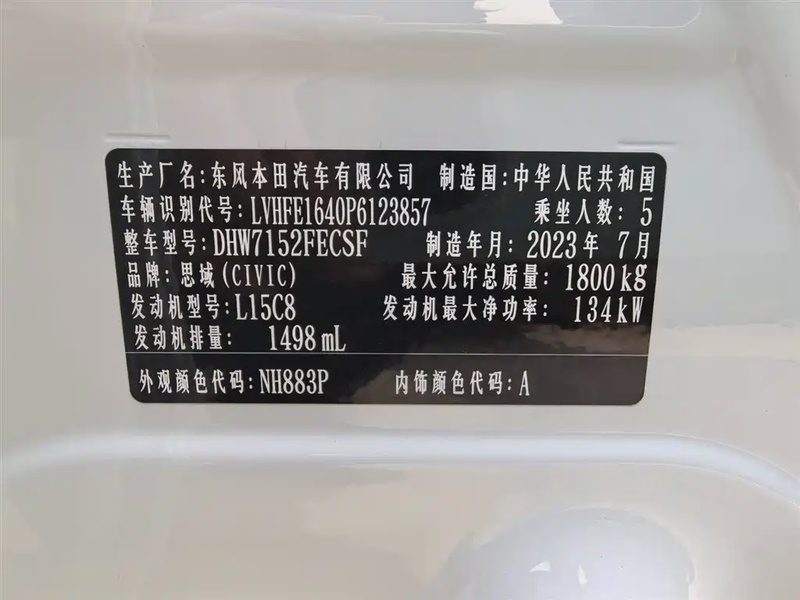 生产厂名:东风本田汽车有限公司 制造国:中华人民共和国
车辆识别代号:LVHFE1640P6123857 乘坐人数:5
整车型号:DHW7152FECSF 制造年月:2023年7月
品牌:思域(CIVIC) 最大允许总质量:1800kg
发动机型号:L15C8 发动机最大净功率:134kW
发动机排量:1498mL
外观颜色代码:NH883P 内饰颜色代码:A